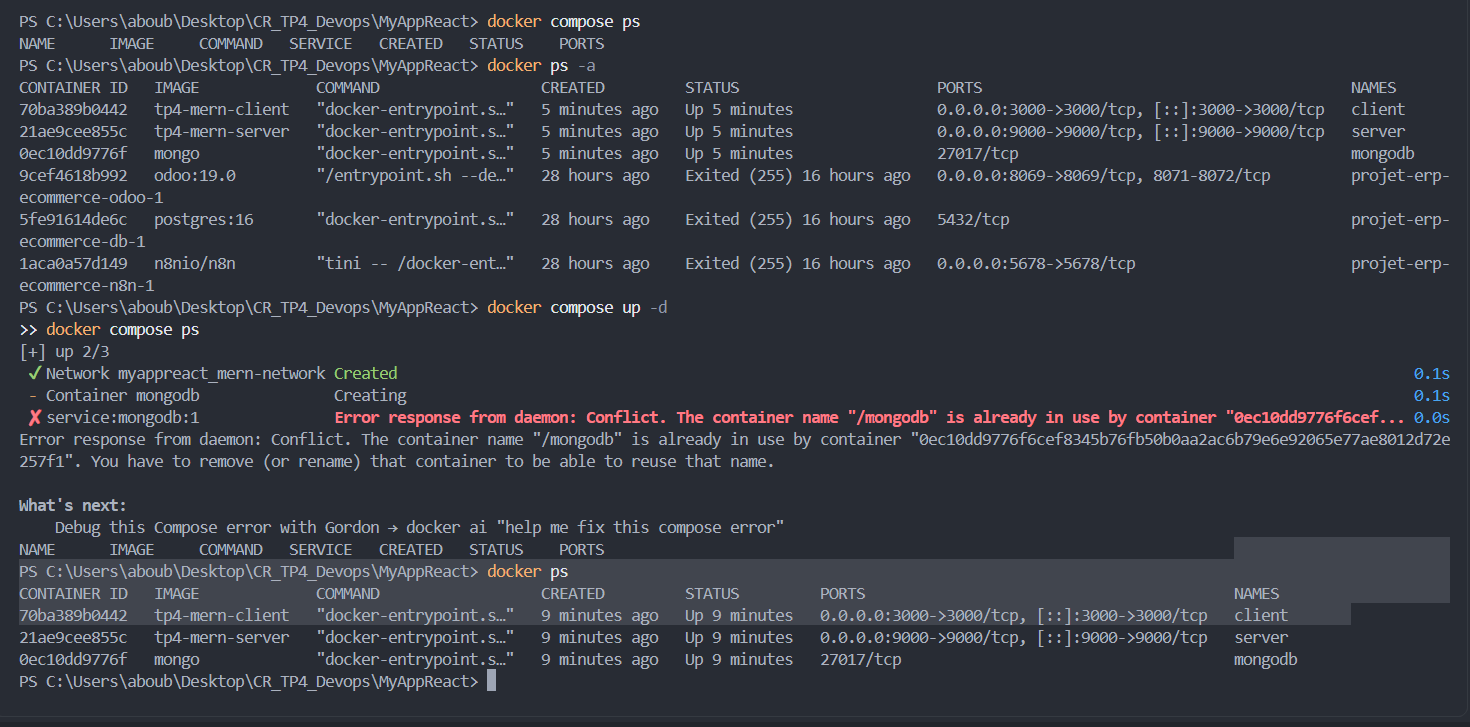 PS C:\Users\aboub\Desktop\CR_TP4_Devops\MyAppReact> docker compose ps
NAME      IMAGE     COMMAND   SERVICE   CREATED   STATUS    PORTS
PS C:\Users\aboub\Desktop\CR_TP4_Devops\MyAppReact> docker ps -a
CONTAINER ID   IMAGE             COMMAND                  CREATED         STATUS                    PORTS                                         NAMES
70ba389b0442   tp4-mern-client   "docker-entrypoint.s…"   5 minutes ago   Up 5 minutes              0.0.0.0:3000->3000/tcp, [::]:3000->3000/tcp   client
21ae9cee855c   tp4-mern-server   "docker-entrypoint.s…"   5 minutes ago   Up 5 minutes              0.0.0.0:9000->9000/tcp, [::]:9000->9000/tcp   server
0ec10dd9776f   mongo             "docker-entrypoint.s…"   5 minutes ago   Up 5 minutes              27017/tcp                                     mongodb
9cef4618b992   odoo:19.0         "/entrypoint.sh --de…"   28 hours ago    Exited (255) 16 hours ago   0.0.0.0:8069->8069/tcp, 8071-8072/tcp         projet-erp-
ecommerce-odoo-1
5fe91614de6c   postgres:16       "docker-entrypoint.s…"   28 hours ago    Exited (255) 16 hours ago   5432/tcp                                      projet-erp-
ecommerce-db-1
1aca0a57d149   n8nio/n8n         "tini -- /docker-ent…"   28 hours ago    Exited (255) 16 hours ago   0.0.0.0:5678->5678/tcp                        projet-erp-
ecommerce-n8n-1
PS C:\Users\aboub\Desktop\CR_TP4_Devops\MyAppReact> docker compose up -d
>> docker compose ps
[+] up 2/3
✓ Network myappreact_mern-network Created 0.1s
- Container mongodb Creating 0.1s
✘ service:mongodb:1 Error response from daemon: Conflict. The container name "/mongodb" is already in use by container "0ec10dd9776f6cef... 0.0s
Error response from daemon: Conflict. The container name "/mongodb" is already in use by container "0ec10dd9776f6cef8345b76fb50b0aa2ac6b79e6e92065e77ae8012d72e
257f1". You have to remove (or rename) that container to be able to reuse that name.
What's next:
Debug this Compose error with Gordon → docker ai "help me fix this compose error"
NAME      IMAGE     COMMAND   SERVICE   CREATED   STATUS    PORTS
PS C:\Users\aboub\Desktop\CR_TP4_Devops\MyAppReact> docker ps
CONTAINER ID   IMAGE             COMMAND                  CREATED         STATUS         PORTS                                         NAMES
70ba389b0442   tp4-mern-client   "docker-entrypoint.s…"   9 minutes ago   Up 9 minutes   0.0.0.0:3000->3000/tcp, [::]:3000->3000/tcp   client
21ae9cee855c   tp4-mern-server   "docker-entrypoint.s…"   9 minutes ago   Up 9 minutes   0.0.0.0:9000->9000/tcp, [::]:9000->9000/tcp   server
0ec10dd9776f   mongo             "docker-entrypoint.s…"   9 minutes ago   Up 9 minutes   27017/tcp                                     mongodb
PS C:\Users\aboub\Desktop\CR_TP4_Devops\MyAppReact>